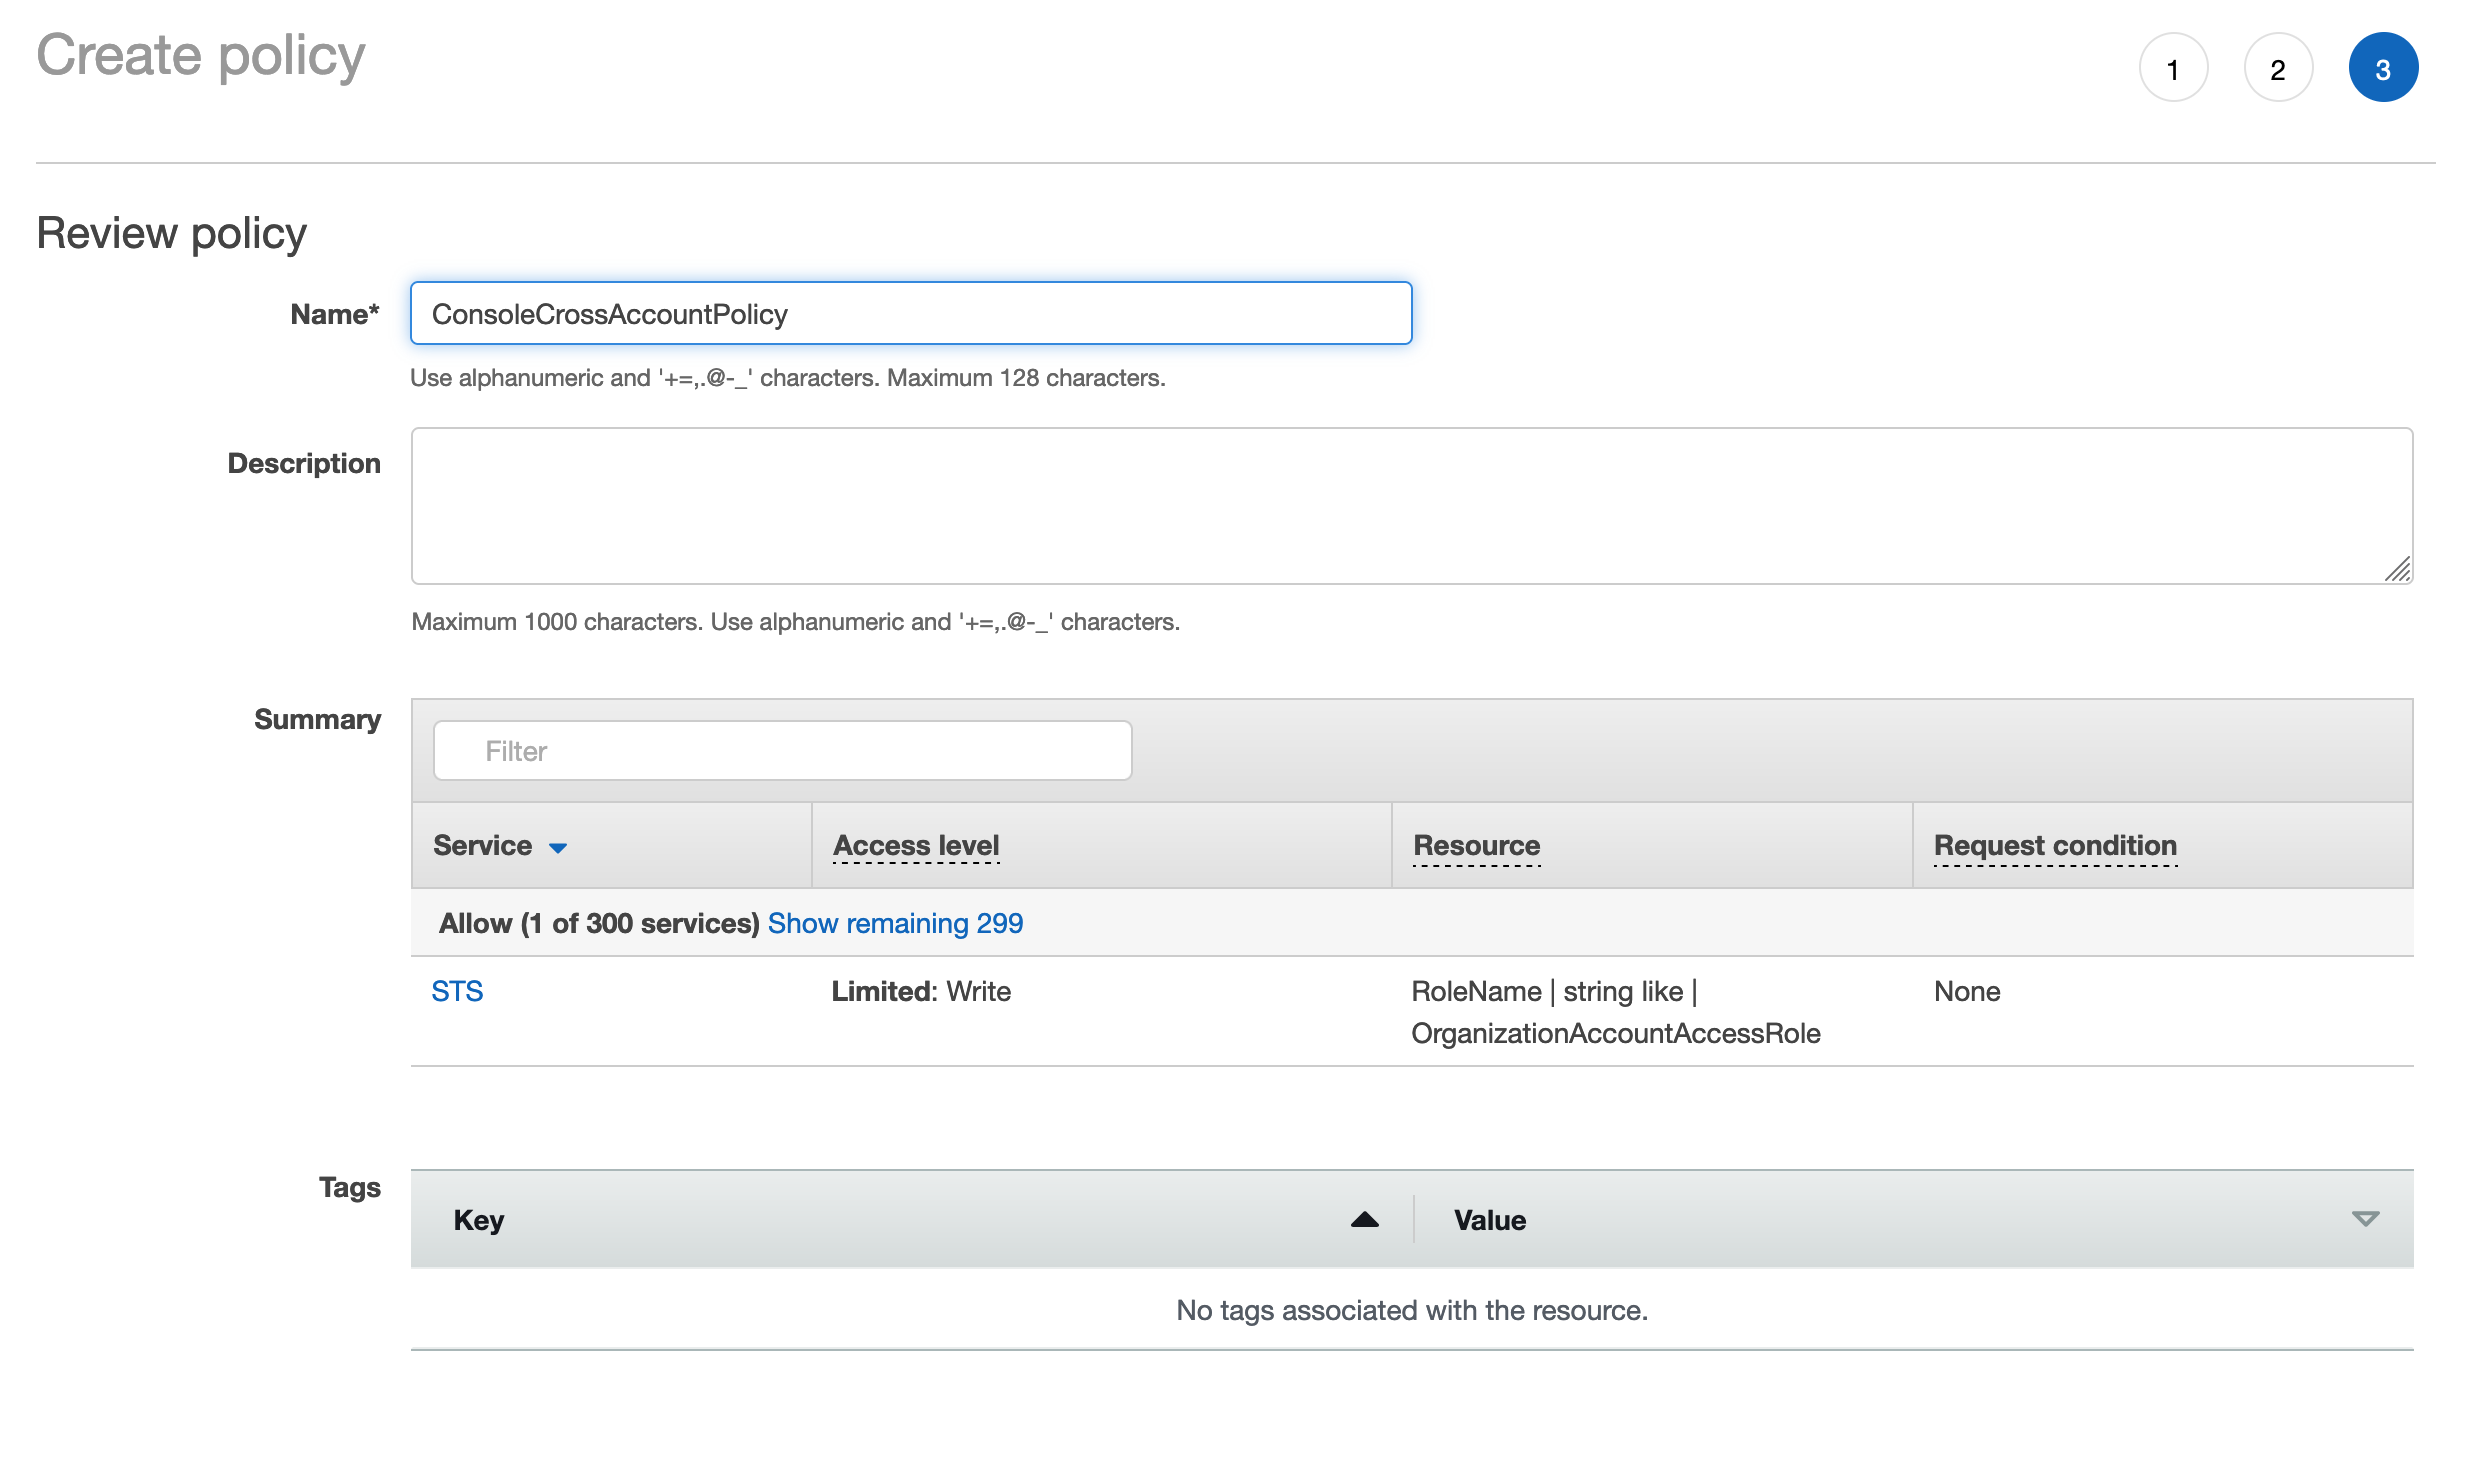 Create policy
1 2 3
Review policy
Name* ConsoleCrossAccountPolicy
Use alphanumeric and '+=,.@-_' characters. Maximum 128 characters.
Description
Maximum 1000 characters. Use alphanumeric and '+=,.@-_' characters.
Summary Filter
Service Access level Resource Request condition
Allow (1 of 300 services) Show remaining 299
STS Limited: Write RoleName | string like | None
OrganizationAccountAccessRole
Tags
Key Value
No tags associated with the resource.